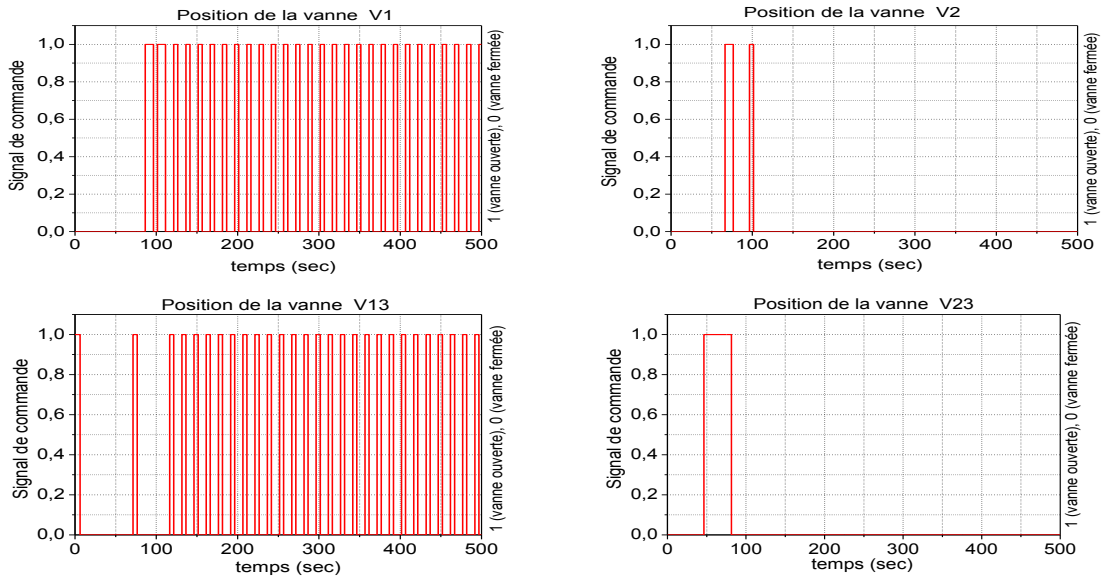 Position de la vanne V1
Signal de commande
1,0
0,8
0,6
0,4
0,2
0,0
0 100 200 300 400 500
temps (sec)
1 (vanne ouverte), 0 (vanne fermée)
Position de la vanne V2
Signal de commande
1,0
0,8
0,6
0,4
0,2
0,0
0 100 200 300 400 500
temps (sec)
1 (vanne ouverte), 0 (vanne fermée)
Position de la vanne V13
Signal de commande
1,0
0,8
0,6
0,4
0,2
0,0
0 100 200 300 400 500
temps (sec)
1 (vanne ouverte), 0 (vanne fermée)
Position de la vanne V23
Signal de commande
1,0
0,8
0,6
0,4
0,2
0,0
0 100 200 300 400 500
temps (sec)
1 (vanne ouverte), 0 (vanne fermée)